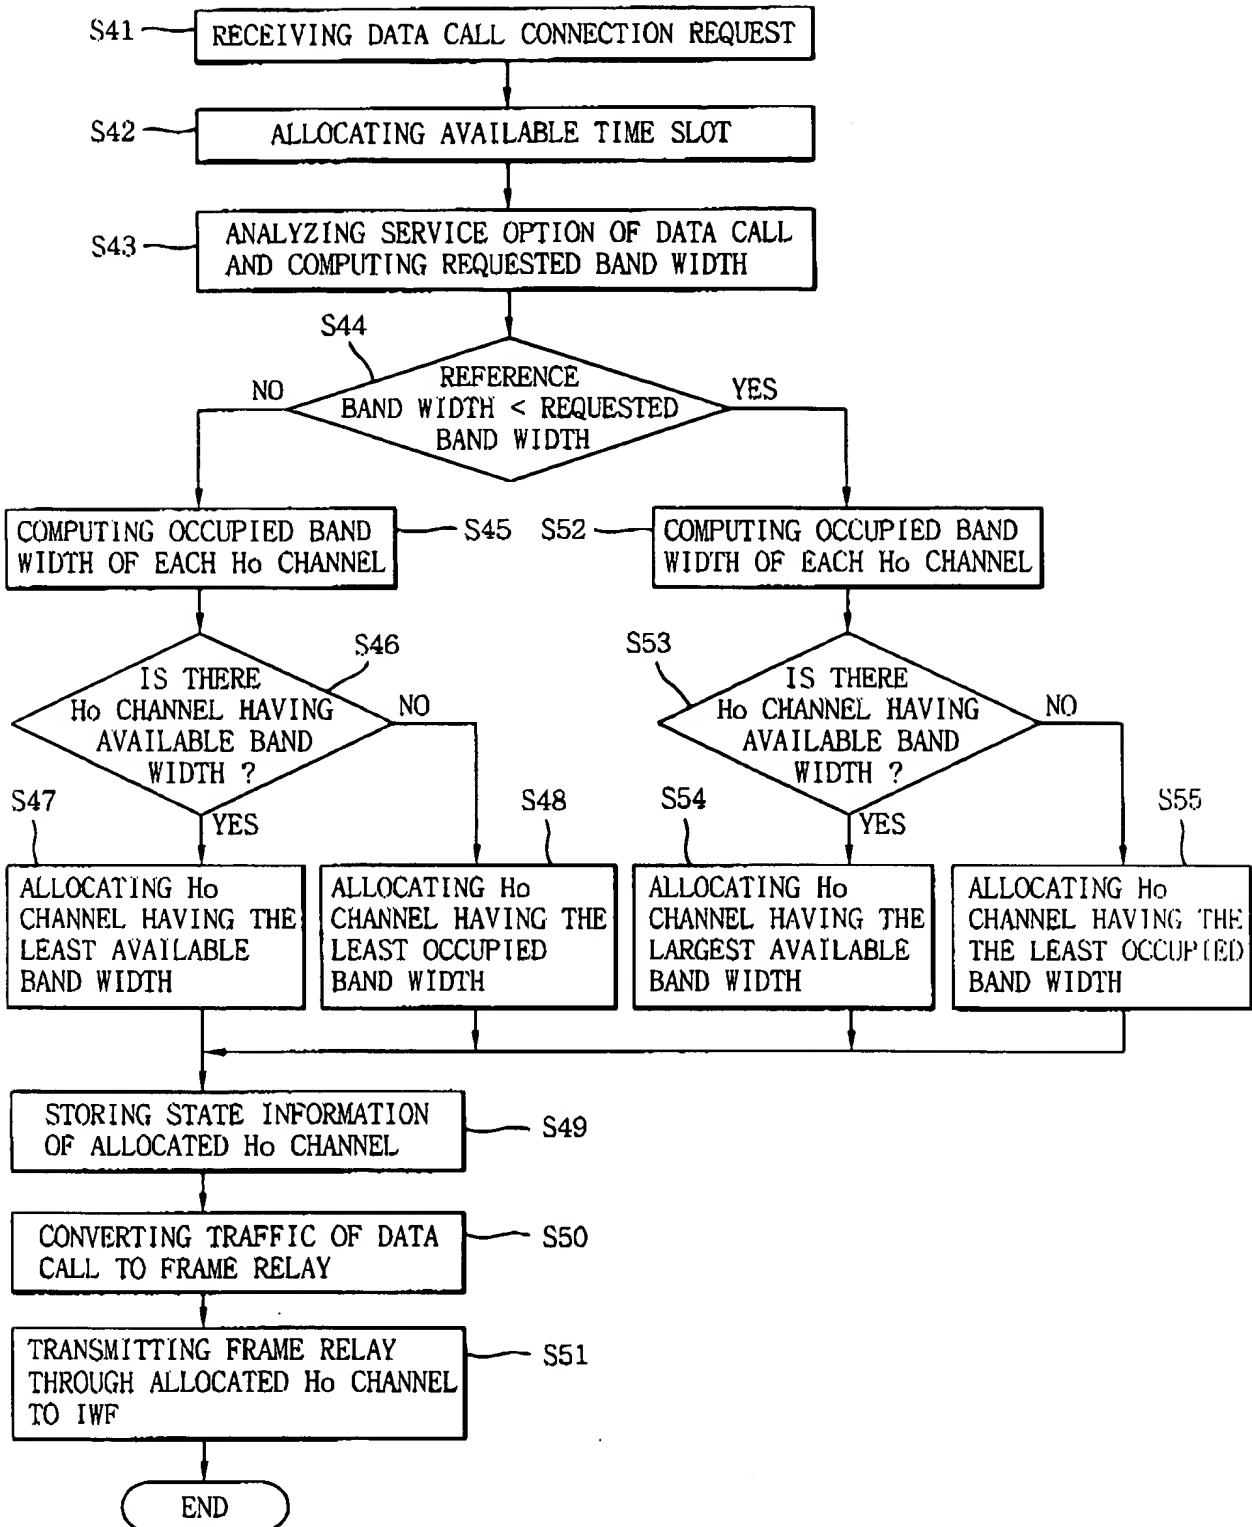 S41
RECEIVING DATA CALL CONNECTION REQUEST
S42
ALLOCATING AVAILABLE TIME SLOT
S43
ANALYZING SERVICE OPTION OF DATA CALL
AND COMPUTING REQUESTED BAND WIDTH
S44
NO
REFERENCE
BAND WIDTH < REQUESTED
BAND WIDTH
YES
COMPUTING OCCUPIED BAND
WIDTH OF EACH Ho CHANNEL
S45
S52
COMPUTING OCCUPIED BAND
WIDTH OF EACH Ho CHANNEL
S46
IS THERE
Ho CHANNEL HAVING
AVAILABLE BAND
WIDTH ?
NO
YES
S53
IS THERE
Ho CHANNEL HAVING
AVAILABLE BAND
WIDTH ?
NO
YES
S47
ALLOCATING Ho
CHANNEL HAVING THE
LEAST AVAILABLE
BAND WIDTH
S48
ALLOCATING Ho
CHANNEL HAVING THE
LEAST OCCUPIED
BAND WIDTH
S54
ALLOCATING Ho
CHANNEL HAVING THE
LARGEST AVAILABLE
BAND WIDTH
S55
ALLOCATING Ho
CHANNEL HAVING THE
THE LEAST OCCUPIED
BAND WIDTH
STORING STATE INFORMATION
OF ALLOCATED Ho CHANNEL
S49
CONVERTING TRAFFIC OF DATA
CALL TO FRAME RELAY
S50
TRANSMITTING FRAME RELAY
THROUGH ALLOCATED Ho CHANNEL
TO IWF
S51
END